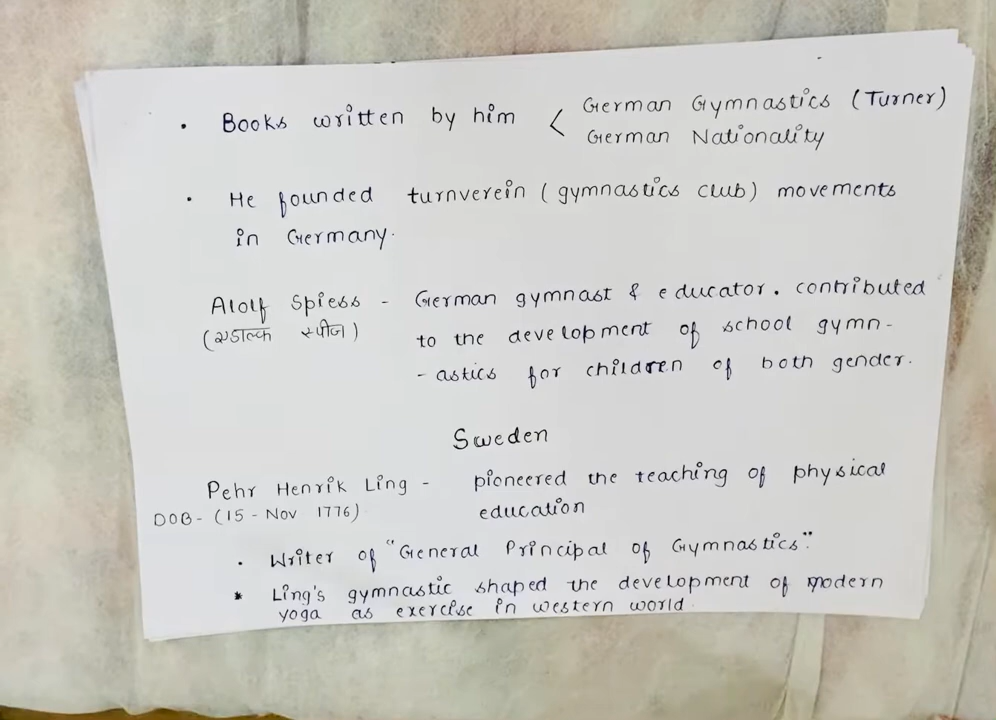 • Books written by him < German Gymnastics (Turner)
German Nationality
• He founded turnverein (gymnastics club) movements
in Germany.
Alolf Spiess - German gymnast & educator. contributed
(अडाल्फ स्पीज) to the development of school gymn-
-astics for children of both gender.
Sweden
Pehr Henrik Ling - pioneered the teaching of physical
DOB- (15-Nov 1776) education
• Writer of "General Principal of Gymnastics".
* Ling's gymnastic shaped the development of modern
yoga as exercise in western world.